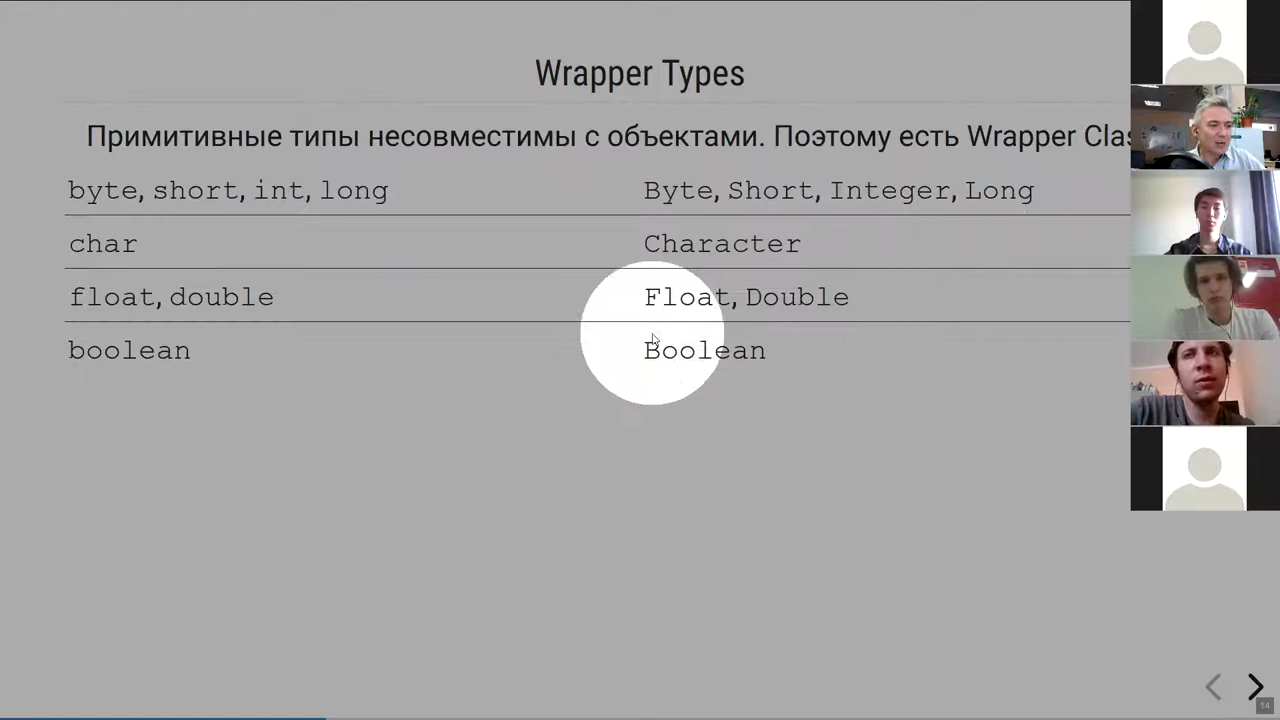 Wrapper Types
Примитивные типы несовместимы с объектами. Поэтому есть Wrapper
byte, short, int, long Byte, Short, Integer, Long
char Character
float, double Float, Double
boolean Boolean
14